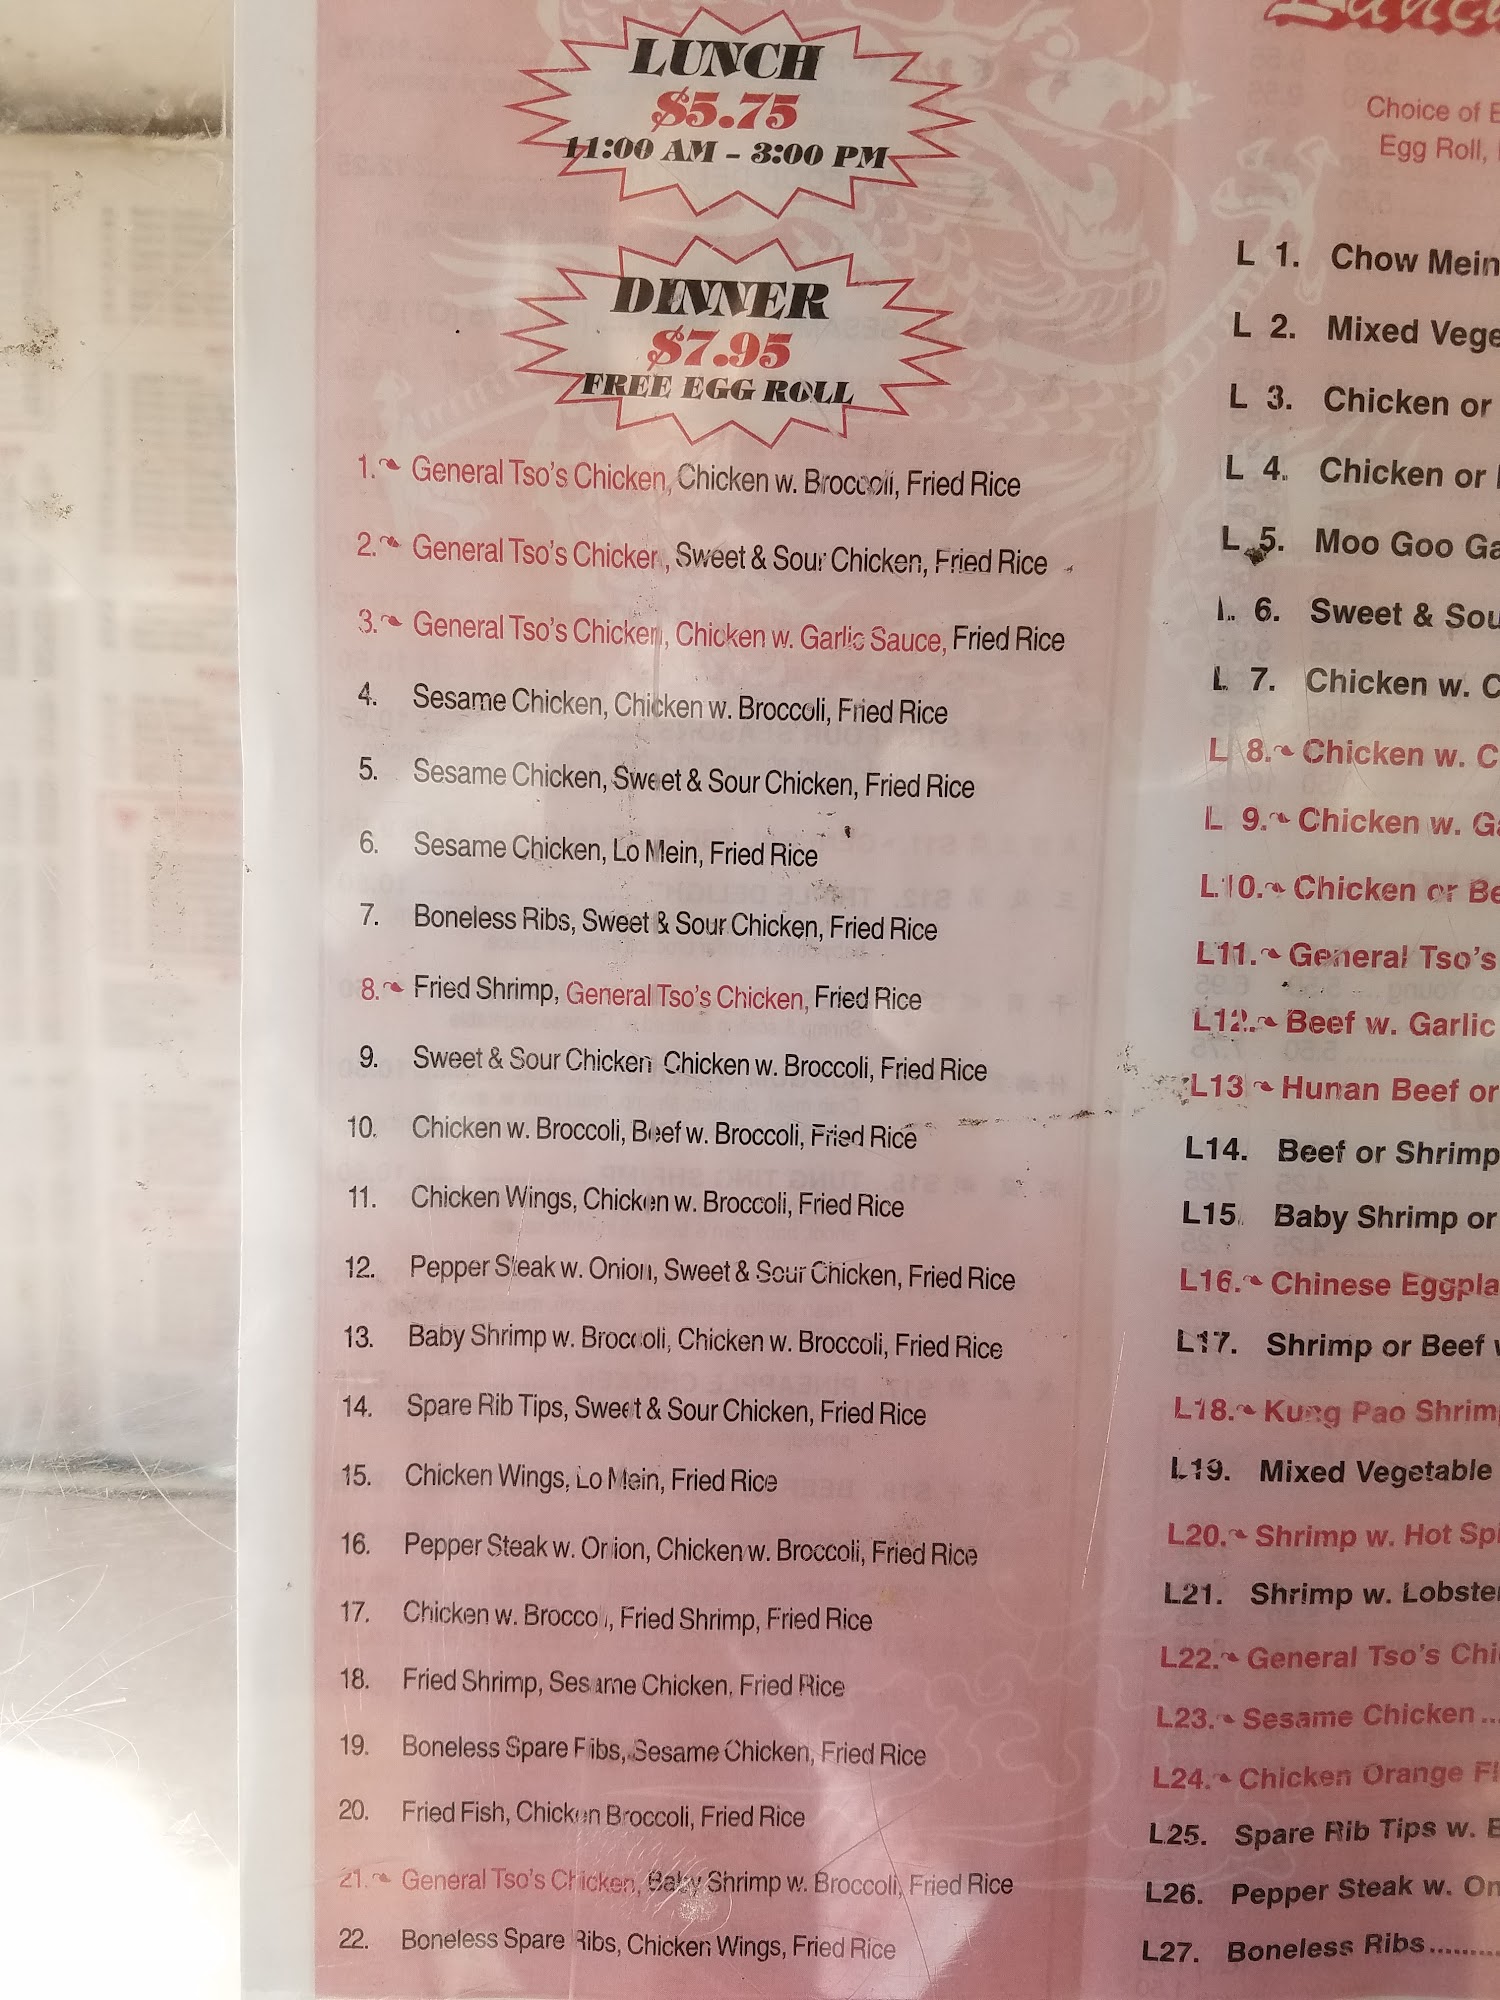 LUNCH
$5.75
11:00 AM – 3:00 PM
DINNER
$7.95
FREE EGG ROLL
1. General Tso's Chicken, Chicken w. Broccoli, Fried Rice
2. General Tso's Chicken, Sweet & Sour Chicken, Fried Rice
3. General Tso's Chicken, Chicken w. Garlic Sauce, Fried Rice
4. Sesame Chicken, Chicken w. Broccoli, Fried Rice
5. Sesame Chicken, Sweet & Sour Chicken, Fried Rice
6. Sesame Chicken, Lo Mein, Fried Rice
7. Boneless Ribs, Sweet & Sour Chicken, Fried Rice
8. Fried Shrimp, General Tso's Chicken, Fried Rice
9. Sweet & Sour Chicken Chicken w. Broccoli, Fried Rice
10. Chicken w. Broccoli, Beef w. Broccoli, Fried Rice
11. Chicken Wings, Chicken w. Broccoli, Fried Rice
12. Pepper Steak w. Onion, Sweet & Sour Chicken, Fried Rice
13. Baby Shrimp w. Broccoli, Chicken w. Broccoli, Fried Rice
14. Spare Rib Tips, Sweet & Sour Chicken, Fried Rice
15. Chicken Wings, Lo Mein, Fried Rice
16. Pepper Steak w. Onion, Chicken w. Broccoli, Fried Rice
17. Chicken w. Broccoli, Fried Shrimp, Fried Rice
18. Fried Shrimp, Sesame Chicken, Fried Rice
19. Boneless Spare Ribs, Sesame Chicken, Fried Rice
20. Fried Fish, Chicken Broccoli, Fried Rice
21. General Tso's Chicken, Baby Shrimp w. Broccoli, Fried Rice
22. Boneless Spare Ribs, Chicken Wings, Fried Rice
Choice of
Egg Roll,
L 1. Chow Mein
L 2. Mixed
L 3. Chicken or
L 4. Chicken or
L 5. Moo Goo
L 6. Sweet &
L 7. Chicken w.
L 8. Chicken w.
L 9. Chicken w.
L10. Chicken or
L11. General Tso's
L12. Beef w. Garlic
L13 Hunan Beef or
L14. Beef or Shrimp
L15. Baby Shrimp or
L16. Chinese
L17. Shrimp or Beef
L18. Kung Pao
L19. Mixed Vegetable
L20. Shrimp w. Hot
L21. Shrimp w.
L22. General Tso's
L23. Sesame Chicken ...
L24. Chicken Orange
L25. Spare Rib Tips w.
L26. Pepper Steak w.
L27. Boneless Ribs..........